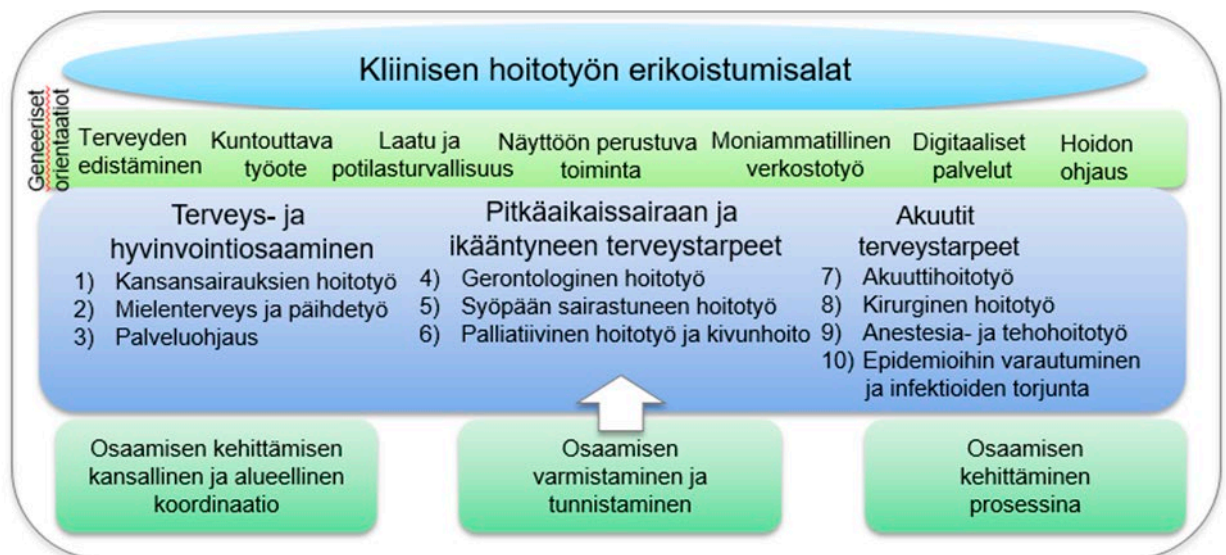 Kliinisen hoitotyön erikoistumisalat
Geneeriset
orientaatiot
Terveyden
edistäminen
Kuntouttava
työote
Laatu ja
potilasturvallisuus
Näyttöön perustuva
toiminta
Moniammatillinen
verkostotyö
Digitaaliset
palvelut
Hoidon
ohjaus
Terveys- ja
hyvinvointiosaaminen
1) Kansansairauksien hoitotyö
2) Mielenterveys ja päihdetyö
3) Palveluohjaus
Pitkäaikaissairaan ja
ikääntyneen terveystarpeet
4) Gerontologinen hoitotyö
5) Syöpään sairastuneen hoitotyö
6) Palliatiivinen hoitotyö ja kivunhoito
Akuutit
terveystarpeet
7) Akuuttihoitotyö
8) Kirurginen hoitotyö
9) Anestesia- ja tehohoitotyö
10) Epidemioihin varautuminen
ja infektioiden torjunta
Osaamisen kehittämisen
kansallinen ja alueellinen
koordinaatio
Osaamisen
varmistaminen ja
tunnistaminen
Osaamisen
kehittäminen
prosessina